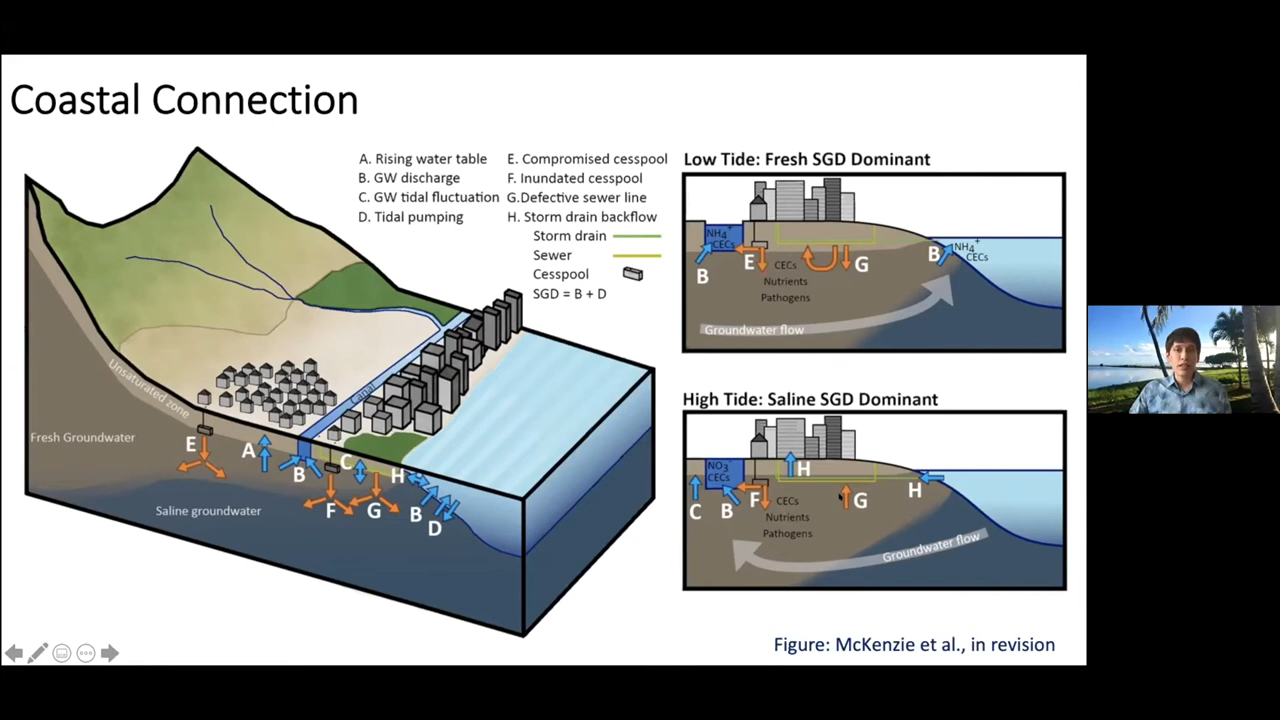 Coastal Connection
A. Rising water table
B. GW discharge
C. GW tidal fluctuation
D. Tidal pumping
E. Compromised cesspool
F. Inundated cesspool
G.Defective sewer line
H. Storm drain backflow
Storm drain
Sewer
Cesspool
SGD = B + D
Unsaturated zone
Fresh Groundwater
Saline groundwater
Canal
E
A
B
C
F
G
H
B
D
Low Tide: Fresh SGD Dominant
NH₄⁺
CECs
B
E
CECs
Nutrients
Pathogens
G
B
NH₄⁺
CECs
Groundwater flow
High Tide: Saline SGD Dominant
NO₃⁻
CECs
H
C
B
F
CECs
Nutrients
Pathogens
G
H
Groundwater flow
Figure: McKenzie et al., in revision